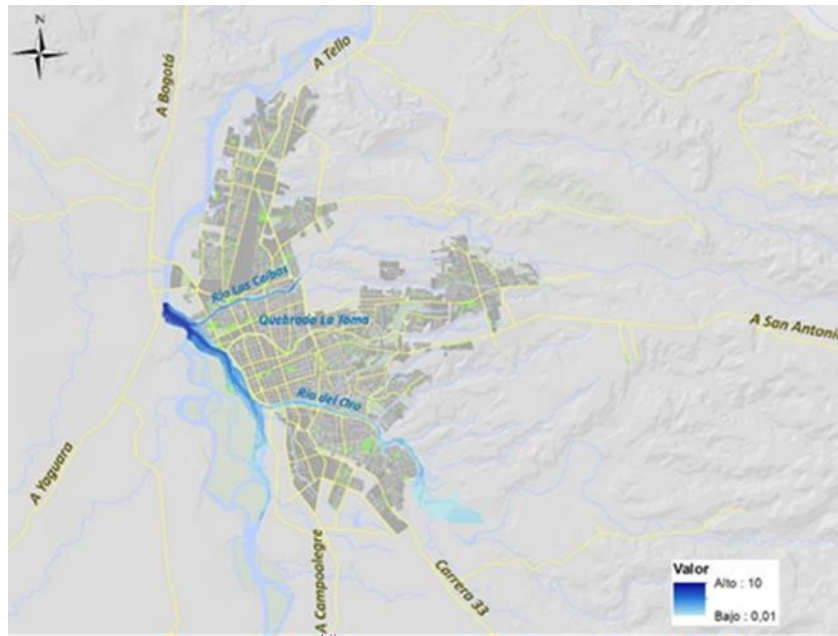 N
A Bogotá
A Tello
Río Las Ceibas
Quebrada La Toma
A San Antonio
Río del Oro
A Yaguara
A Campoalegre
Carrera 33
Valor
Alto : 10
Bajo : 0,01